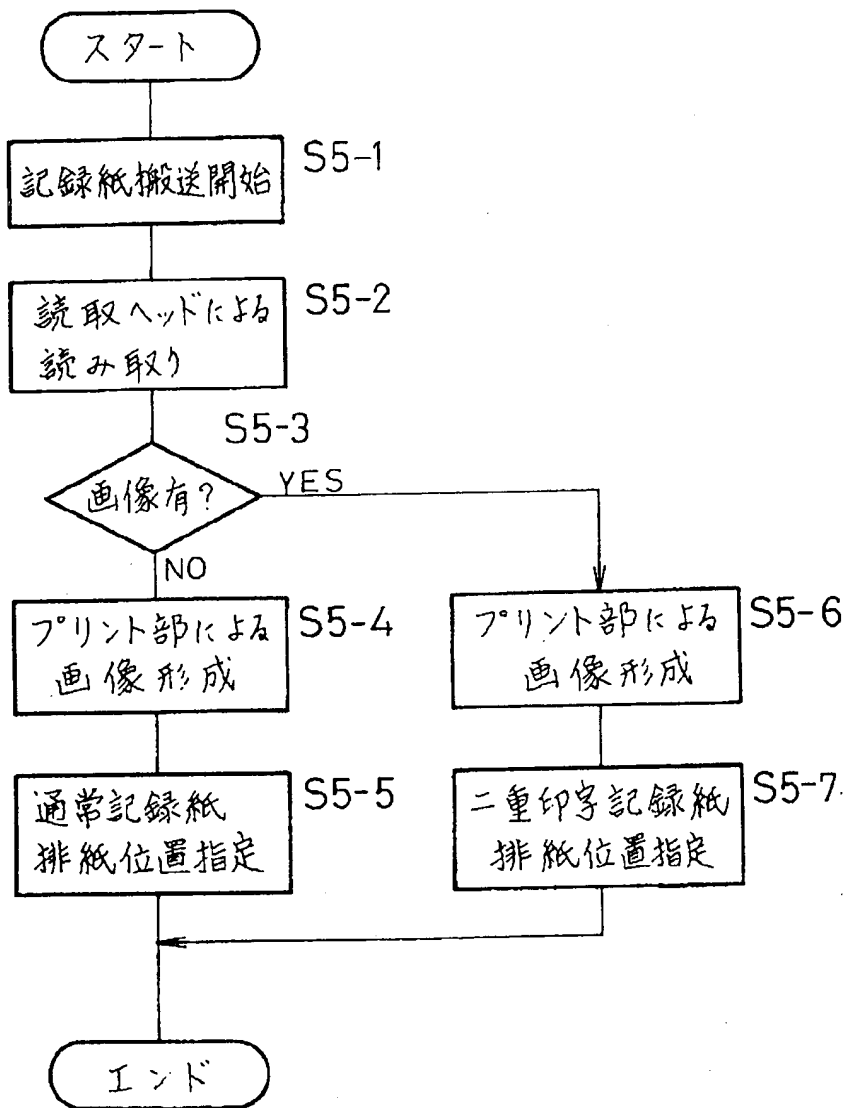 スタート
記録紙搬送開始
S5-1
読取ヘッドによる
読み取り
S5-2
S5-3
画像有?
YES
NO
プリント部による
画像形成
S5-4
プリント部による
画像形成
S5-6
通常記録紙
排紙位置指定
S5-5
二重印字記録紙
排紙位置指定
S5-7
エンド